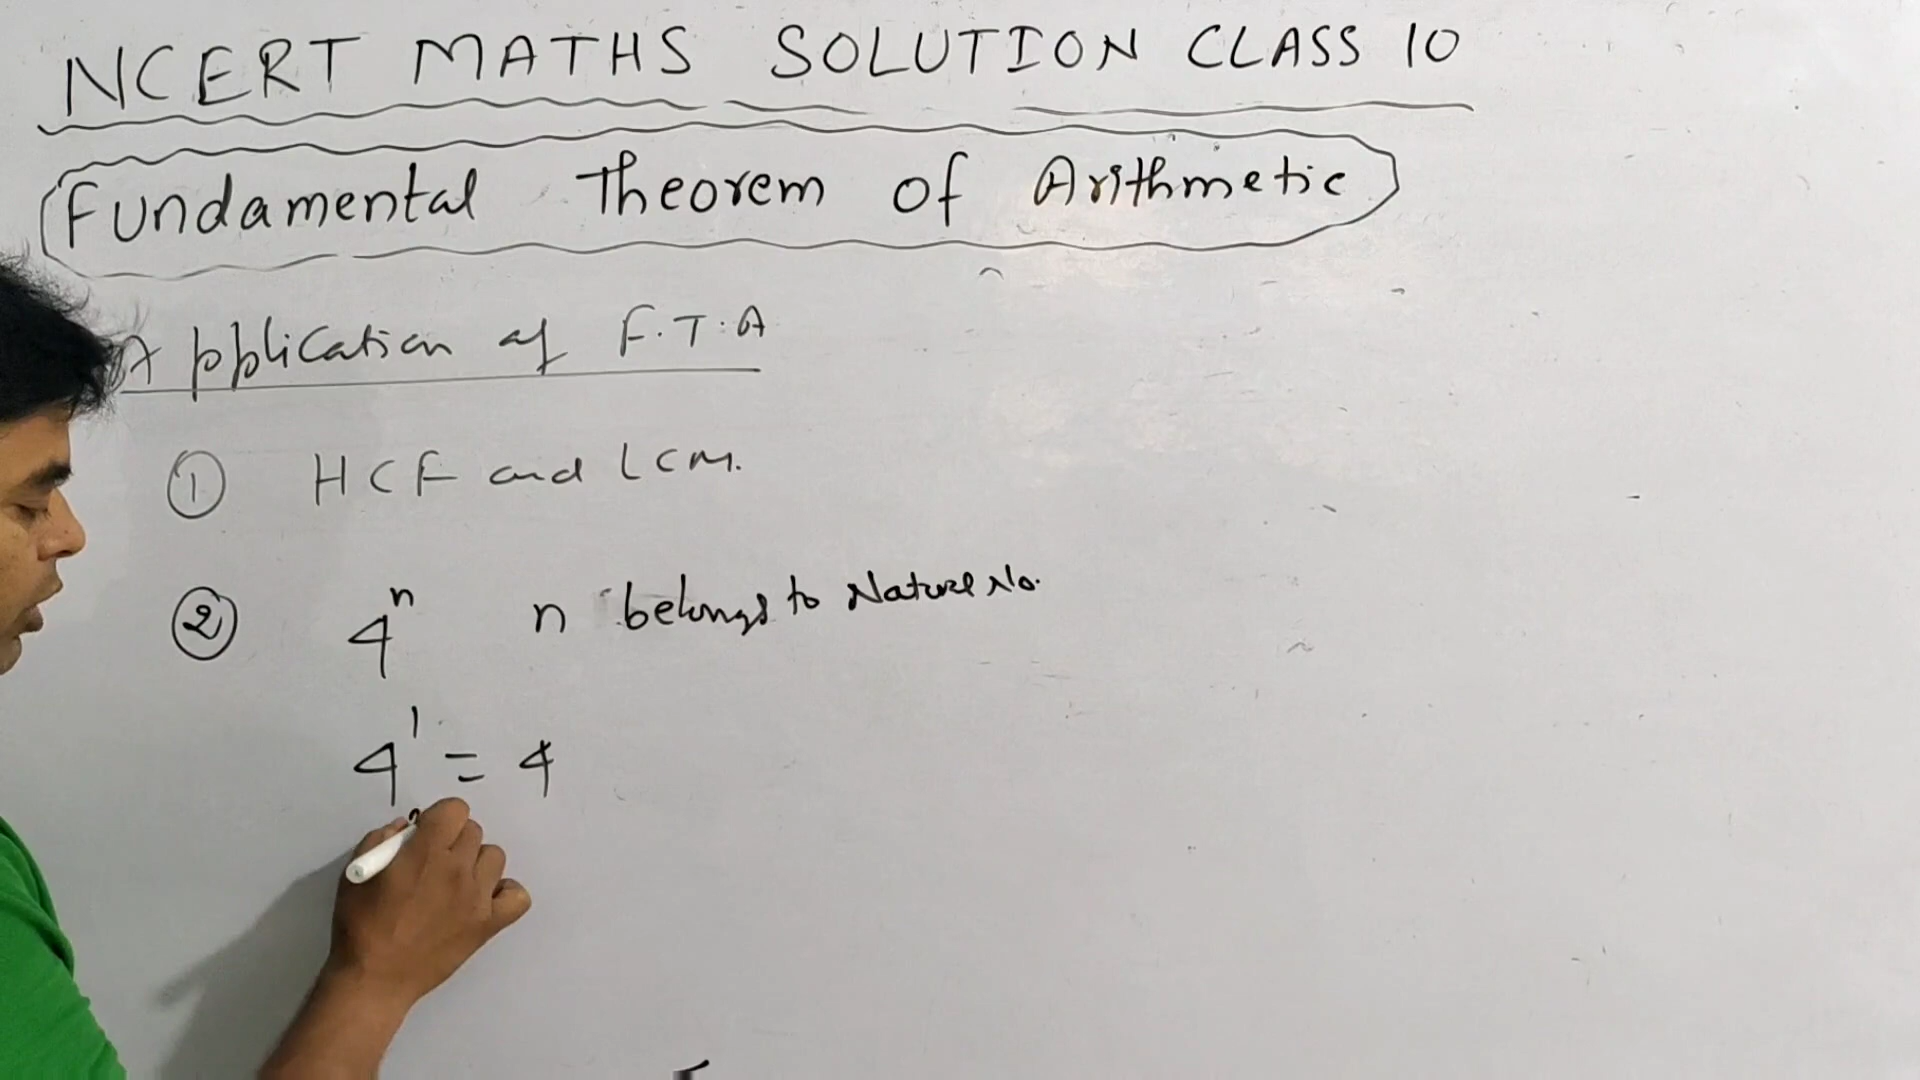 NCERT MATHS SOLUTION CLASS 10
Fundamental Theorem of Arithmetic
Application of F.T.A
① HCF and LCM.
② 4ⁿ n belongs to Nature No.
4¹ = 4